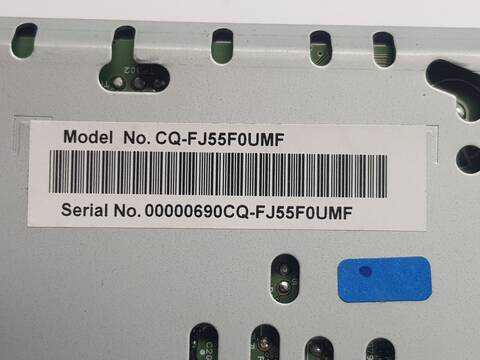 Model No. CQ-FJ55F0UMF
Serial No. 00000690CQ-FJ55F0UMF